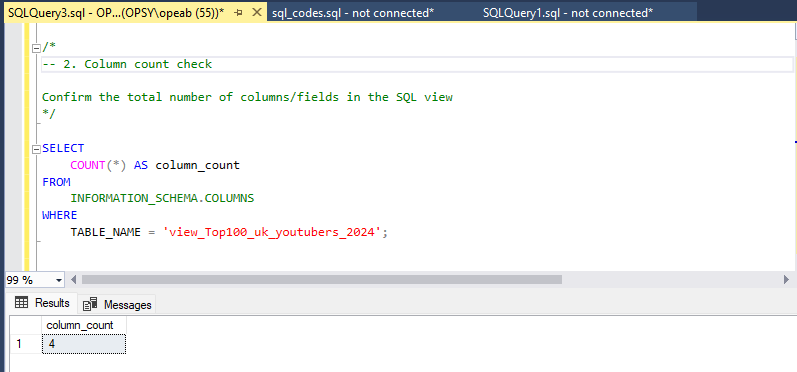 SQLQuery3.sql - OP...(OPSY\opeab (55))* sql_codes.sql - not connected* SQLQuery1.sql - not connected*
/*
-- 2. Column count check
Confirm the total number of columns/fields in the SQL view
*/
SELECT
COUNT(*) AS column_count
FROM
INFORMATION_SCHEMA.COLUMNS
WHERE
TABLE_NAME = 'view_Top100_uk_youtubers_2024';
99 %
Results Messages
column_count
1 4